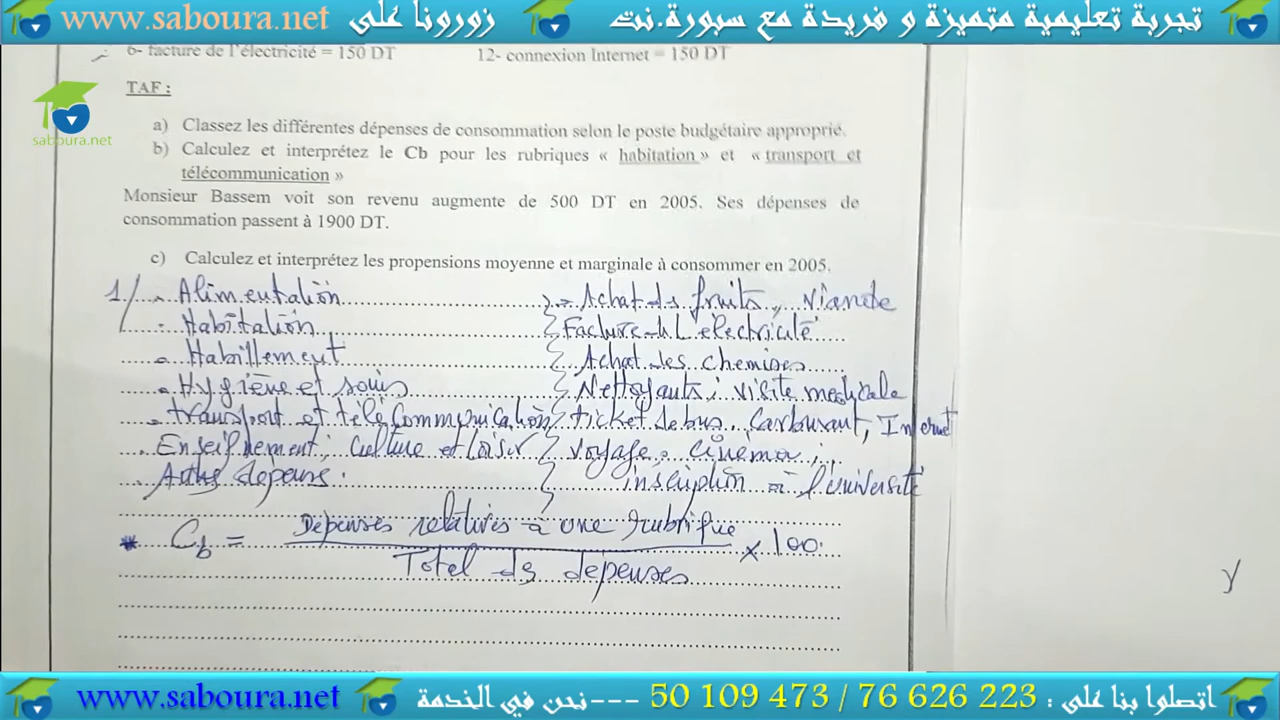 www.saboura.net زورونا على تجربة تعليمية متميزة و فريدة مع سبورة.نت
6- facture de l'électricité = 150 DT 12- connexion Internet = 150 DT
saboura.net
TAF :
a) Classez les différentes dépenses de consommation selon le poste budgétaire approprié.
b) Calculez et interprétez le Cb pour les rubriques « habitation » et « transport et
télécommunication »
Monsieur Bassem voit son revenu augmente de 500 DT en 2005. Ses dépenses de
consommation passent à 1900 DT.
c) Calculez et interprétez les propensions moyenne et marginale à consommer en 2005.
1/ . Alimentation Achat des fruits, viande
. Habitation Facture de l'électricité
. Habillement Achat des chemises
. Hygiène et soins Nettoyants, visite medicale
. transport et télécommunication ticket de bus carburant, Internet
. Enseignement, culture et loisir voyage, cinéma,
. Autres dépenses. inscription à l'université
* Cb = Dépenses relatives à une rubrique
x 100
Total des dépenses
www.saboura.net اتصلوا بنا على : 223 626 76 / 473 109 50 ---نحن في الخدمة